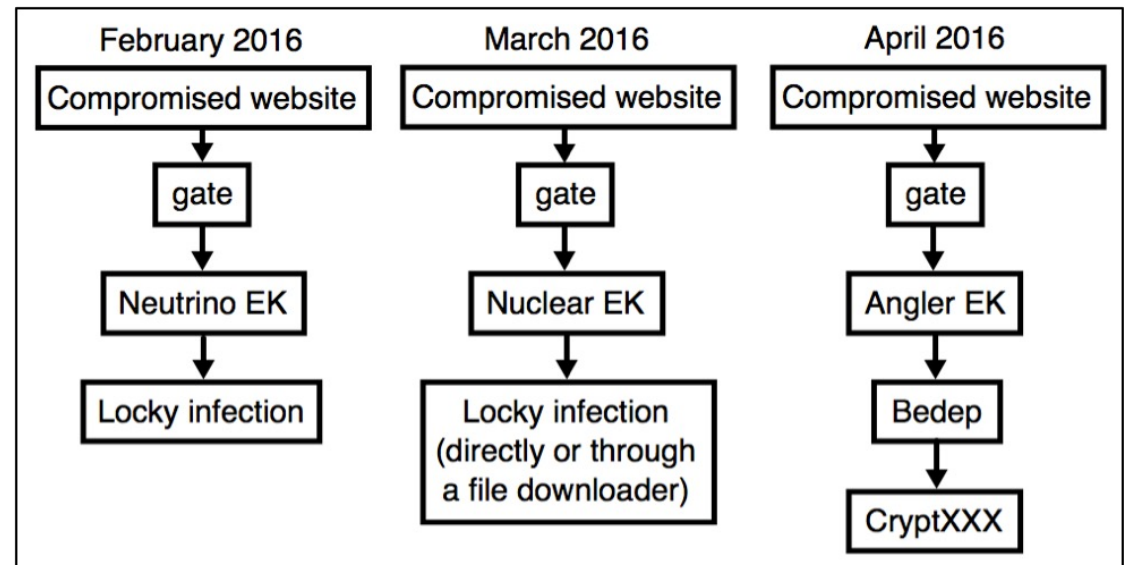 February 2016
Compromised website
gate
Neutrino EK
Locky infection
March 2016
Compromised website
gate
Nuclear EK
Locky infection
(directly or through
a file downloader)
April 2016
Compromised website
gate
Angler EK
Bedep
CryptXXX